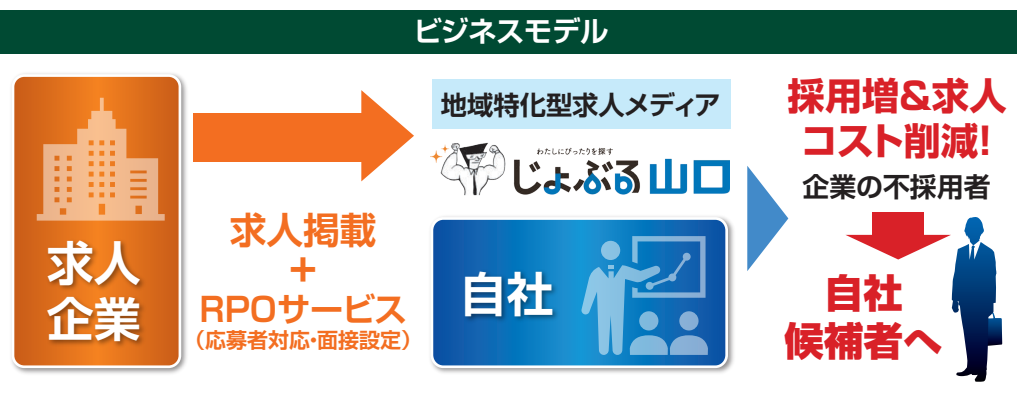 ビジネスモデル
求人
企業
求人掲載
+
RPOサービス
（応募者対応・面接設定）
地域特化型求人メディア
わたしにぴったりを探す
じょぶる山口
自社
採用増&求人
コスト削減!
企業の不採用者
自社
候補者へ